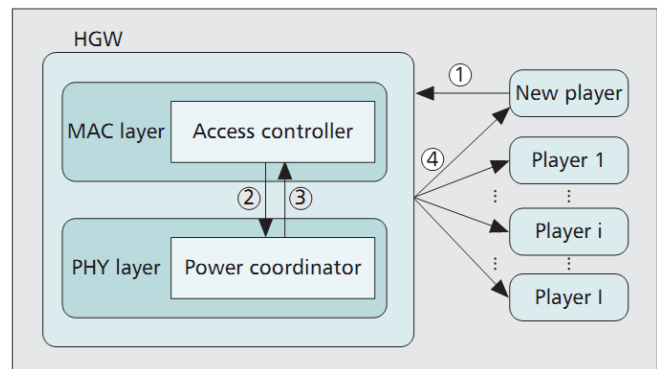 HGW
①
New player
MAC layer
Access controller
④
Player 1
②
③
Player i
PHY layer
Power coordinator
Player I